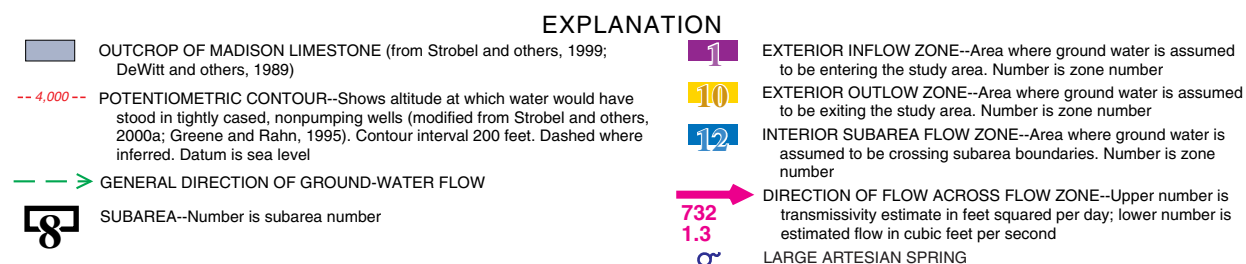 EXPLANATION
OUTCROP OF MADISON LIMESTONE (from Strobel and others, 1999;
DeWitt and others, 1989)
-- 4,000 -- POTENTIOMETRIC CONTOUR--Shows altitude at which water would have
stood in tightly cased, nonpumping wells (modified from Strobel and others,
2000a; Greene and Rahn, 1995). Contour interval 200 feet. Dashed where
inferred. Datum is sea level
GENERAL DIRECTION OF GROUND-WATER FLOW
8 SUBAREA--Number is subarea number
1 EXTERIOR INFLOW ZONE--Area where ground water is assumed
to be entering the study area. Number is zone number
10 EXTERIOR OUTLOW ZONE--Area where ground water is assumed
to be exiting the study area. Number is zone number
12 INTERIOR SUBAREA FLOW ZONE--Area where ground water is
assumed to be crossing subarea boundaries. Number is zone
number
DIRECTION OF FLOW ACROSS FLOW ZONE--Upper number is
732 transmissivity estimate in feet squared per day; lower number is
1.3 estimated flow in cubic feet per second
LARGE ARTESIAN SPRING